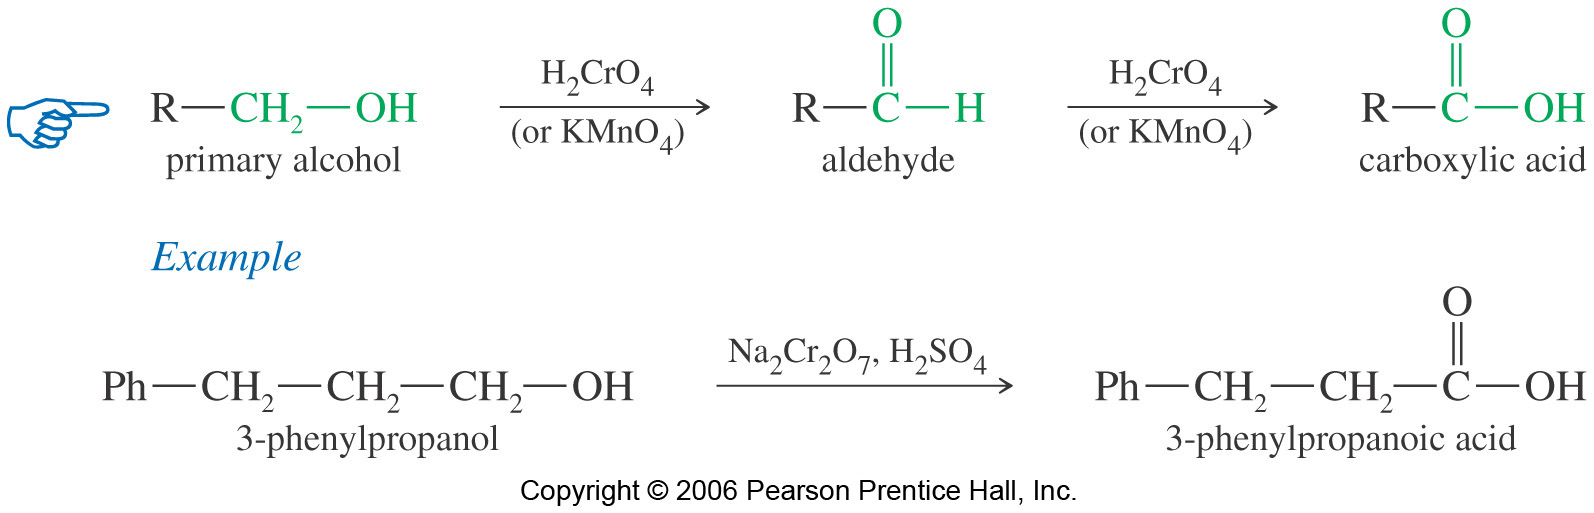 O O
H₂CrO₄ H₂CrO₄
R—CH₂—OH R—C—H R—C—OH
(or KMnO₄) (or KMnO₄)
primary alcohol aldehyde carboxylic acid
Example
O
Na₂Cr₂O₇, H₂SO₄
Ph—CH₂—CH₂—CH₂—OH Ph—CH₂—CH₂—C—OH
3-phenylpropanol 3-phenylpropanoic acid
Copyright © 2006 Pearson Prentice Hall, Inc.